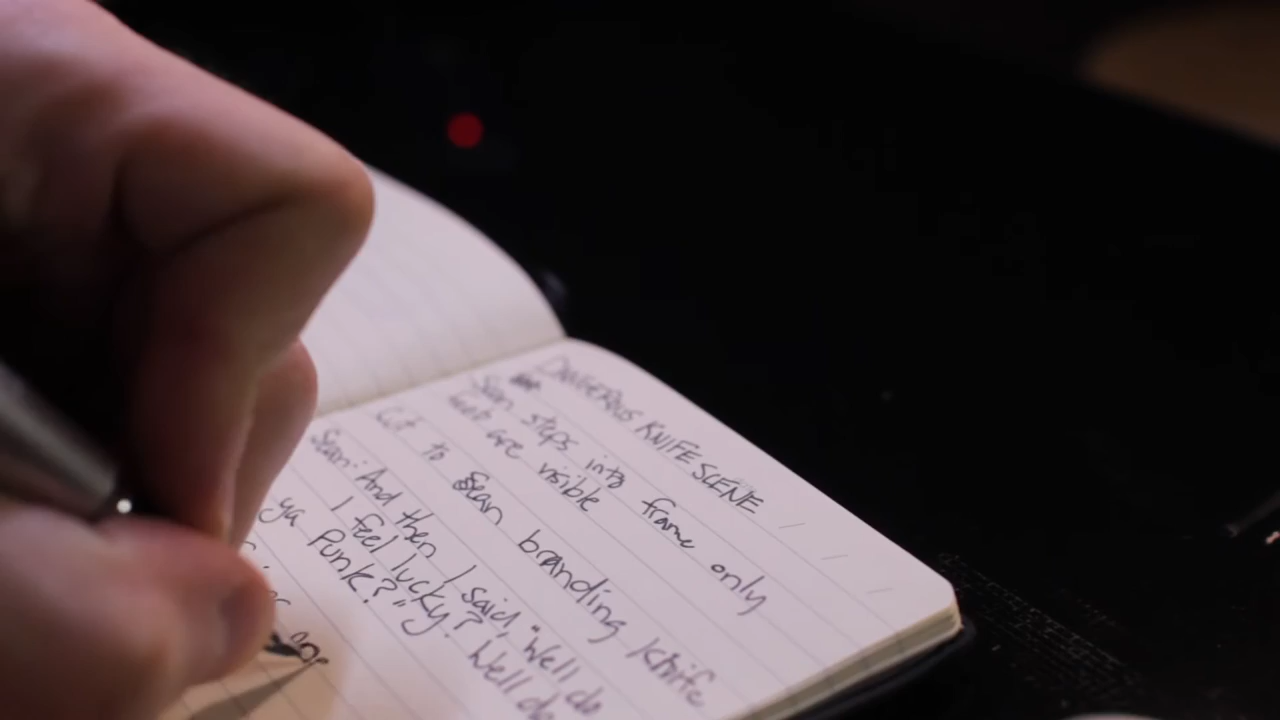 DANGEROUS KNIFE SCENE
Sean steps into frame only
feet are visible
Cut to Sean branding Knife
Sean: And then I said, "Well do
I feel lucky? Well do
ya Punk?"